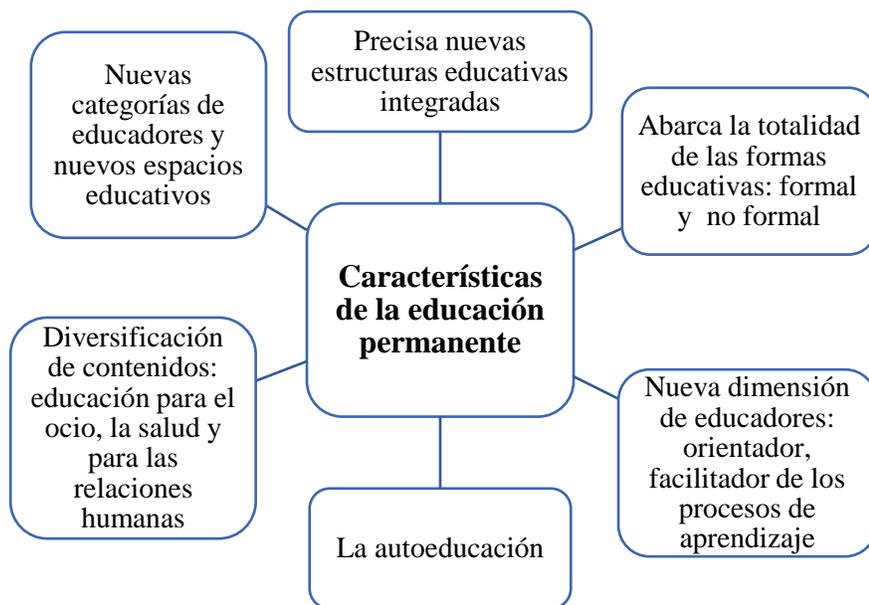 Precisa nuevas
estructuras educativas
integradas
Nuevas
categorías de
educadores y
nuevos espacios
educativos
Abarca la totalidad
de las formas
educativas: formal
y no formal
Características
de la educación
permanente
Diversificación
de contenidos:
educación para el
ocio, la salud y
para las
relaciones
humanas
Nueva dimensión
de educadores:
orientador,
facilitador de los
procesos de
aprendizaje
La autoeducación